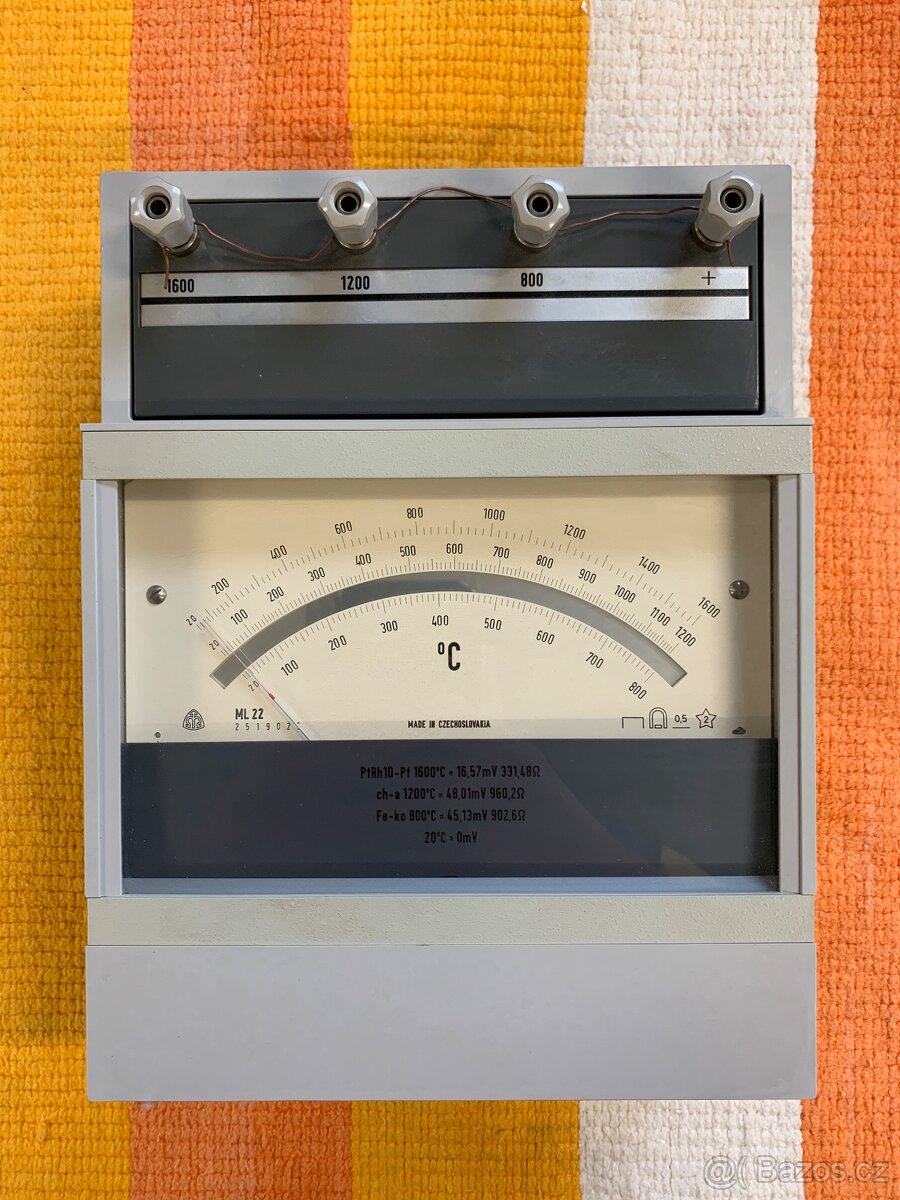 1600 1200 800 +
200 400 600 800 1000 1200 1400 1600
20 100 200 300 400 500 600 700 800 900 1000 1100 1200
20 100 200 300 400 500 600 700 800
°C
ML 22
MADE IN CZECHOSLOVAKIA
0,5 2
PtRh10-Pt 1600°C = 16,57mV 331,48Ω
ch-a 1200°C = 48,01mV 960,2Ω
Fe-ko 800°C = 45,13mV 902,6Ω
20°C = 0mV
@( Bazos.cz